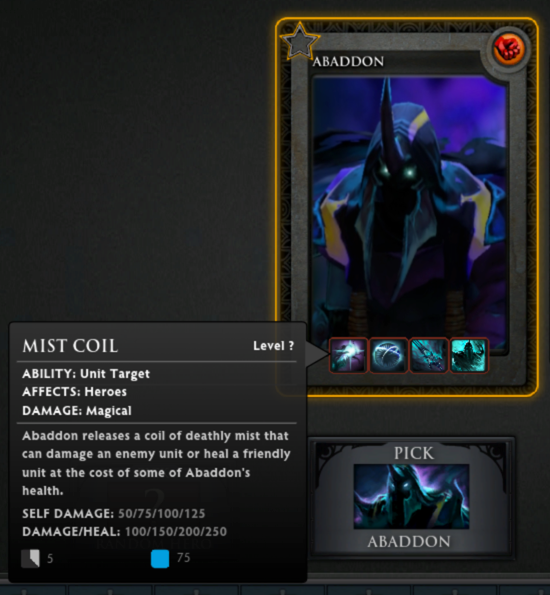 ABADDON
MIST COIL
Level ?
ABILITY: Unit Target
AFFECTS: Heroes
DAMAGE: Magical
Abaddon releases a coil of deathly mist that
can damage an enemy unit or heal a friendly
unit at the cost of some of Abaddon's
health.
SELF DAMAGE: 50/75/100/125
DAMAGE/HEAL: 100/150/200/250
5
75
PICK
ABADDON